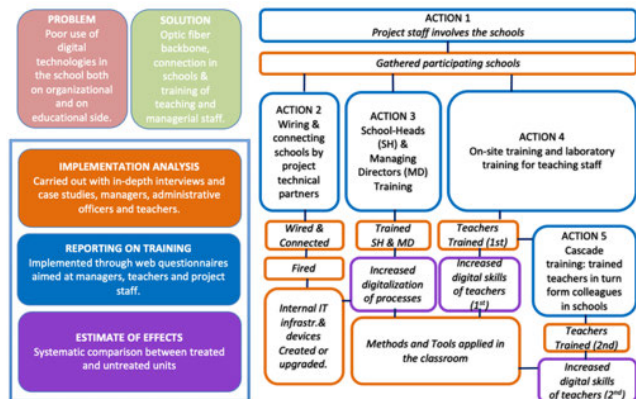 PROBLEM
Poor use of
digital
technologies in
the school both
on organizational
and on
educational side.
SOLUTION
Optic fiber
backbone,
connection in
schools &
training of
teaching and
managerial staff.
IMPLEMENTATION ANALYSIS
Carried out with in-depth interviews and
case studies, managers, administrative
officers and teachers.
REPORTING ON TRAINING
Implemented through web questionnaires
aimed at managers, teachers and project
staff.
ESTIMATE OF EFFECTS
Systematic comparison between treated
and untreated units
ACTION 1
Project staff involves the schools
Gathered participating schools
ACTION 2
Wiring &
connecting
schools by
project
technical
partners
ACTION 3
School-Heads
(SH) &
Managing
Directors (MD)
Training
ACTION 4
On-site training and laboratory
training for teaching staff
Wired &
Connected
Trained
SH & MD
Teachers
Trained (1st)
ACTION 5
Cascade
training: trained
teachers in turn
form colleagues
in schools
Fired
Increased
digitalization
of processes
Increased
digital skills
of teachers
(1st)
Internal IT
infrastr.&
devices
Created or
upgraded.
Methods and Tools applied in
the classroom
Teachers
Trained (2nd)
Increased
digital skills
of teachers (2nd)